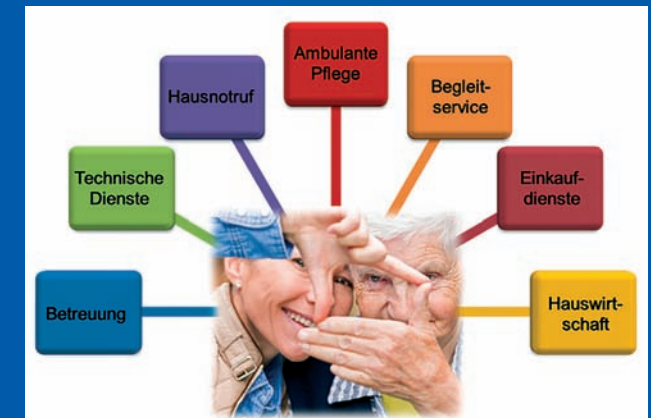 Ambulante
Pflege
Hausnotruf
Begleit-
service
Technische
Dienste
Einkauf-
dienste
Betreuung
Hauswirt-
schaft